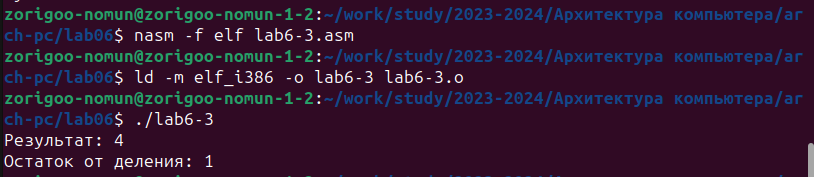 zorigoo-nomun@zorigoo-nomun-1-2:~/work/study/2023-2024/Архитектура компьютера/ar
ch-pc/lab06$ nasm -f elf lab6-3.asm
zorigoo-nomun@zorigoo-nomun-1-2:~/work/study/2023-2024/Архитектура компьютера/ar
ch-pc/lab06$ ld -m elf_i386 -o lab6-3 lab6-3.o
zorigoo-nomun@zorigoo-nomun-1-2:~/work/study/2023-2024/Архитектура компьютера/ar
ch-pc/lab06$ ./lab6-3
Результат: 4
Остаток от деления: 1